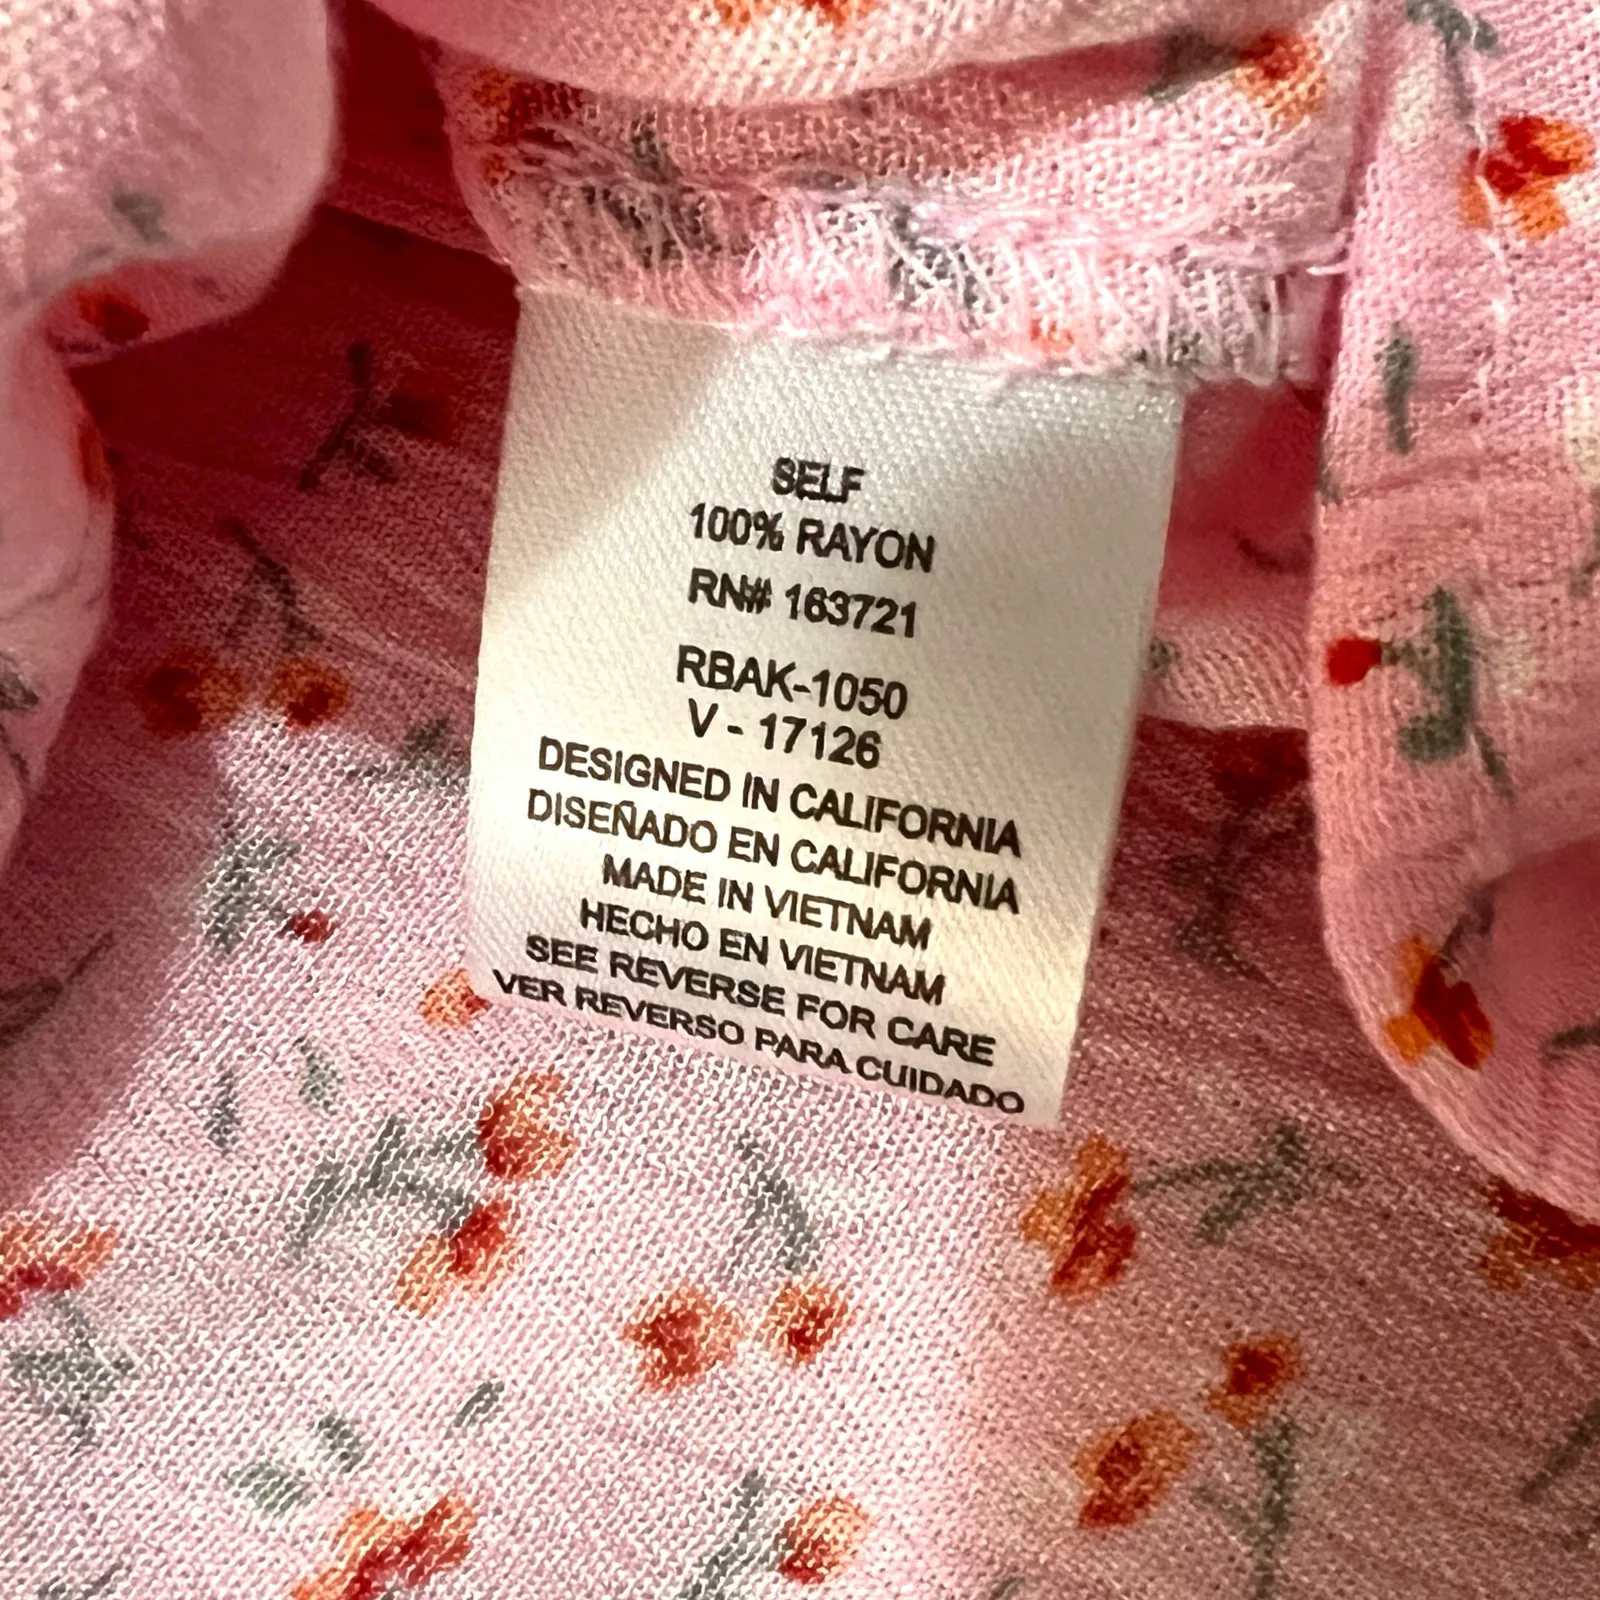 SELF
100% RAYON
RN# 163721
RBAK-1050
V - 17126
DESIGNED IN CALIFORNIA
DISEÑADO EN CALIFORNIA
MADE IN VIETNAM
HECHO EN VIETNAM
SEE REVERSE FOR CARE
VER REVERSO PARA CUIDADO